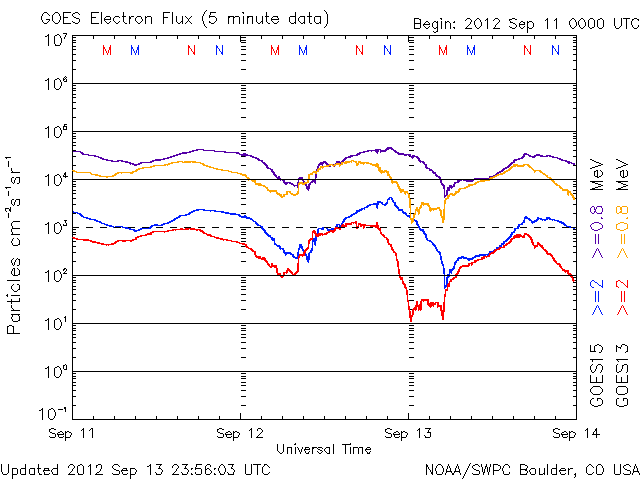 GOES Electron Flux (5 minute data)
Begin: 2012 Sep 11 0000 UTC
M M N N M M N N M M N N
10⁷
10⁶
10⁵
10⁴
10³
10²
10¹
10⁰
10⁻¹
Particles cm⁻²s⁻¹sr⁻¹
GOES15 >=2 >=0.8 MeV
GOES13 >=2 >=0.8 MeV
Sep 11 Sep 12 Sep 13 Sep 14
Universal Time
Updated 2012 Sep 13 23:56:03 UTC
NOAA/SWPC Boulder, CO USA